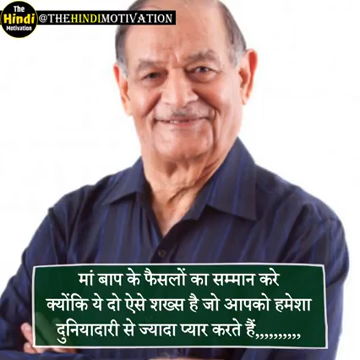 The
Hindi
Motivation
@THEHINDIMOTIVATION
मां बाप के फैसलों का सम्मान करे
क्योंकि ये दो ऐसे शख्स है जो आपको हमेशा
दुनियादारी से ज्यादा प्यार करते हैं,,,,,,,,,,